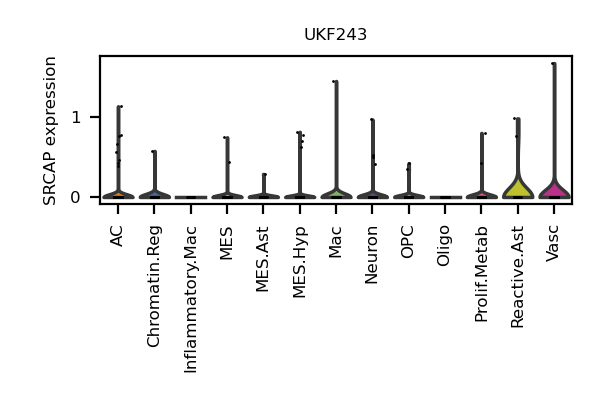 UKF243
SRCAP expression
1
0
AC
Chromatin.Reg
Inflammatory.Mac
MES
MES.Ast
MES.Hyp
Mac
Neuron
OPC
Oligo
Prolif.Metab
Reactive.Ast
Vasc